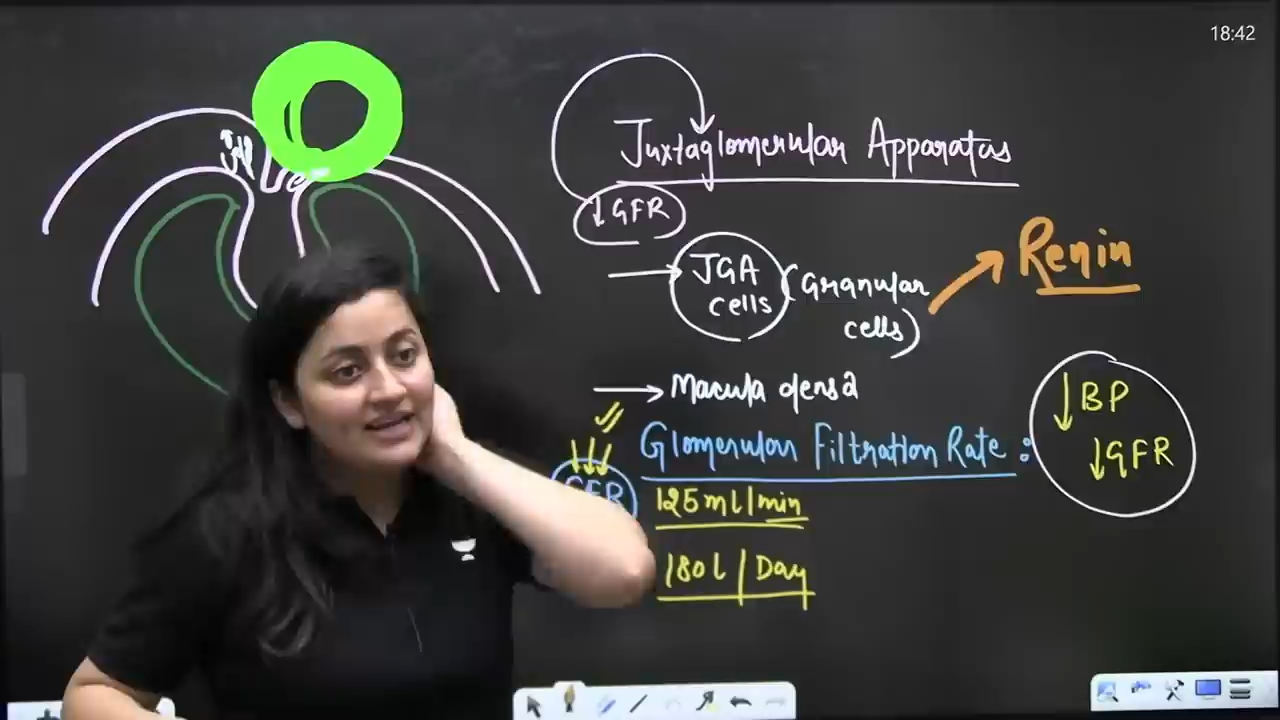 18:42
Juxtaglomerular Apparatus
↓ GFR
→ JGA cells (Granular cells)
Renin
→ Macula densa
Glomerular Filtration Rate :
GFR
125ml/min
180l/Day
↓BP
↓GFR